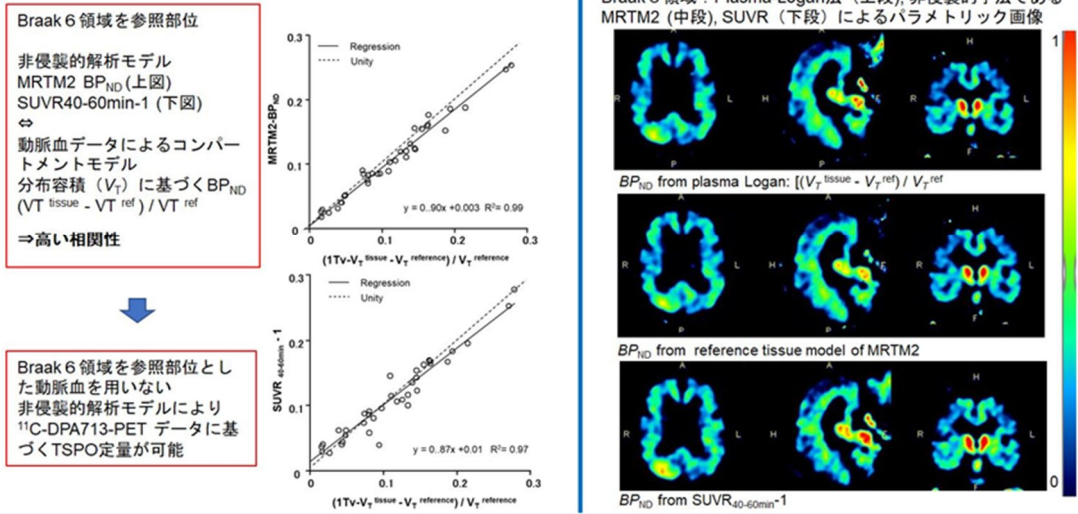 Braak 6 領域を参照部位
非侵襲的解析モデル
MRTM2 BPND (上図)
SUVR40-60min-1 (下図)
⇔
動脈血データによるコンパー
トメントモデル
分布容積（VT）に基づくBPND
(VT tissue - VT ref ) / VT ref
⇒高い相関性
Braak 6 領域を参照部位とし
た動脈血を用いない
非侵襲的解析モデルにより
11C-DPA713-PET データに基
づくTSPO定量が可能
0.3
Regression
Unity
0.2
MRTM2-BPND
0.1
y = 0..90x +0.003 R2= 0.99
0
0 0.1 0.2 0.3
(1Tv-VT tissue - VT reference) / VT reference
0.3
Regression
Unity
0.2
SUVR 40-60min - 1
0.1
y = 0..87x +0.01 R2= 0.97
0
0 0.1 0.2 0.3
(1Tv-VT tissue - VT reference) / VT reference
MRTM2 (中段), SUVR（下段）によるパラメトリック画像
A H
R L H R L
P F
BPND from plasma Logan: [(VT tissue - VT ref) / VT ref
A A H
R L H R L
P F
BPND from reference tissue model of MRTM2
A A H
R L H R L
P
BPND from SUVR40-60min-1
1
0